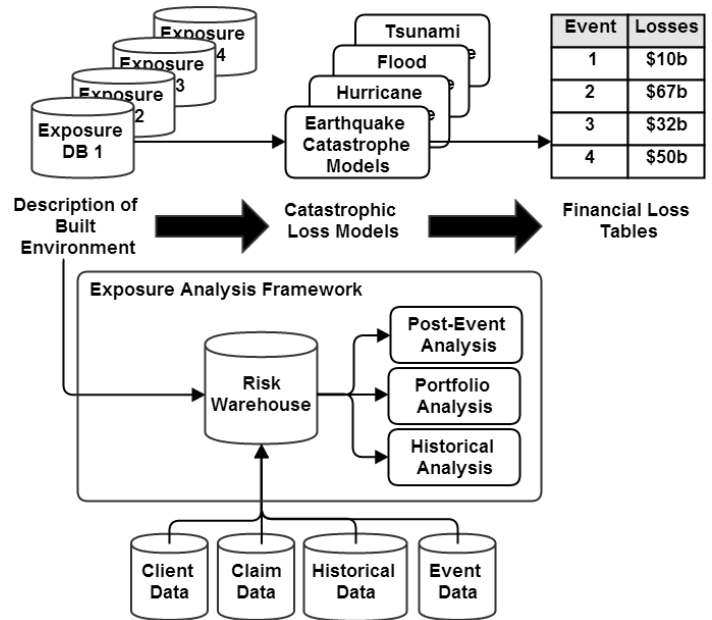 Exposure
4
Exposure
3
Exposure
2
Exposure
DB 1
Tsunami
e
Flood
e
Hurricane
e
Earthquake
Catastrophe
Models
Event Losses
1 $10b
2 $67b
3 $32b
4 $50b
Description of
Built
Environment
Catastrophic
Loss Models
Financial Loss
Tables
Exposure Analysis Framework
Risk
Warehouse
Post-Event
Analysis
Portfolio
Analysis
Historical
Analysis
Client
Data
Claim
Data
Historical
Data
Event
Data